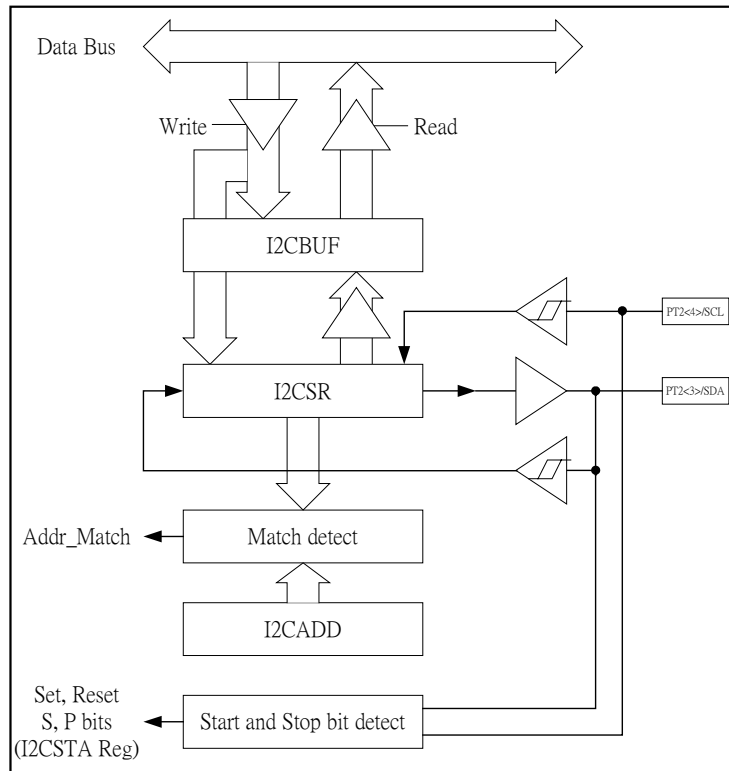 Data Bus
Write
Read
I2CBUF
PT2<4>/SCL
I2CSR
PT2<3>/SDA
Addr_Match
Match detect
I2CADD
Set, Reset
S, P bits
(I2CSTA Reg)
Start and Stop bit detect